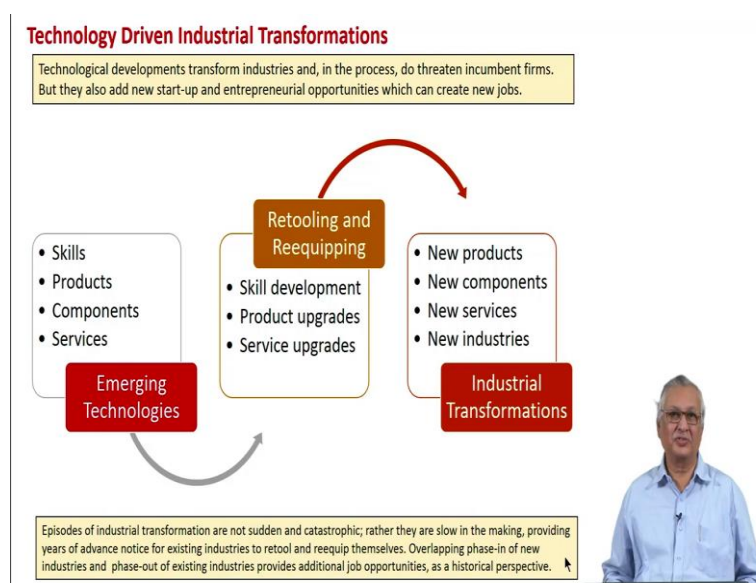 Technology Driven Industrial Transformations
Technological developments transform industries and, in the process, do threaten incumbent firms.
But they also add new start-up and entrepreneurial opportunities which can create new jobs.
• Skills
• Products
• Components
• Services
Emerging
Technologies
Retooling and
Reequipping
• Skill development
• Product upgrades
• Service upgrades
• New products
• New components
• New services
• New industries
Industrial
Transformations
Episodes of industrial transformation are not sudden and catastrophic; rather they are slow in the making, providing
years of advance notice for existing industries to retool and reequip themselves. Overlapping phase-in of new
industries and phase-out of existing industries provides additional job opportunities, as a historical perspective.